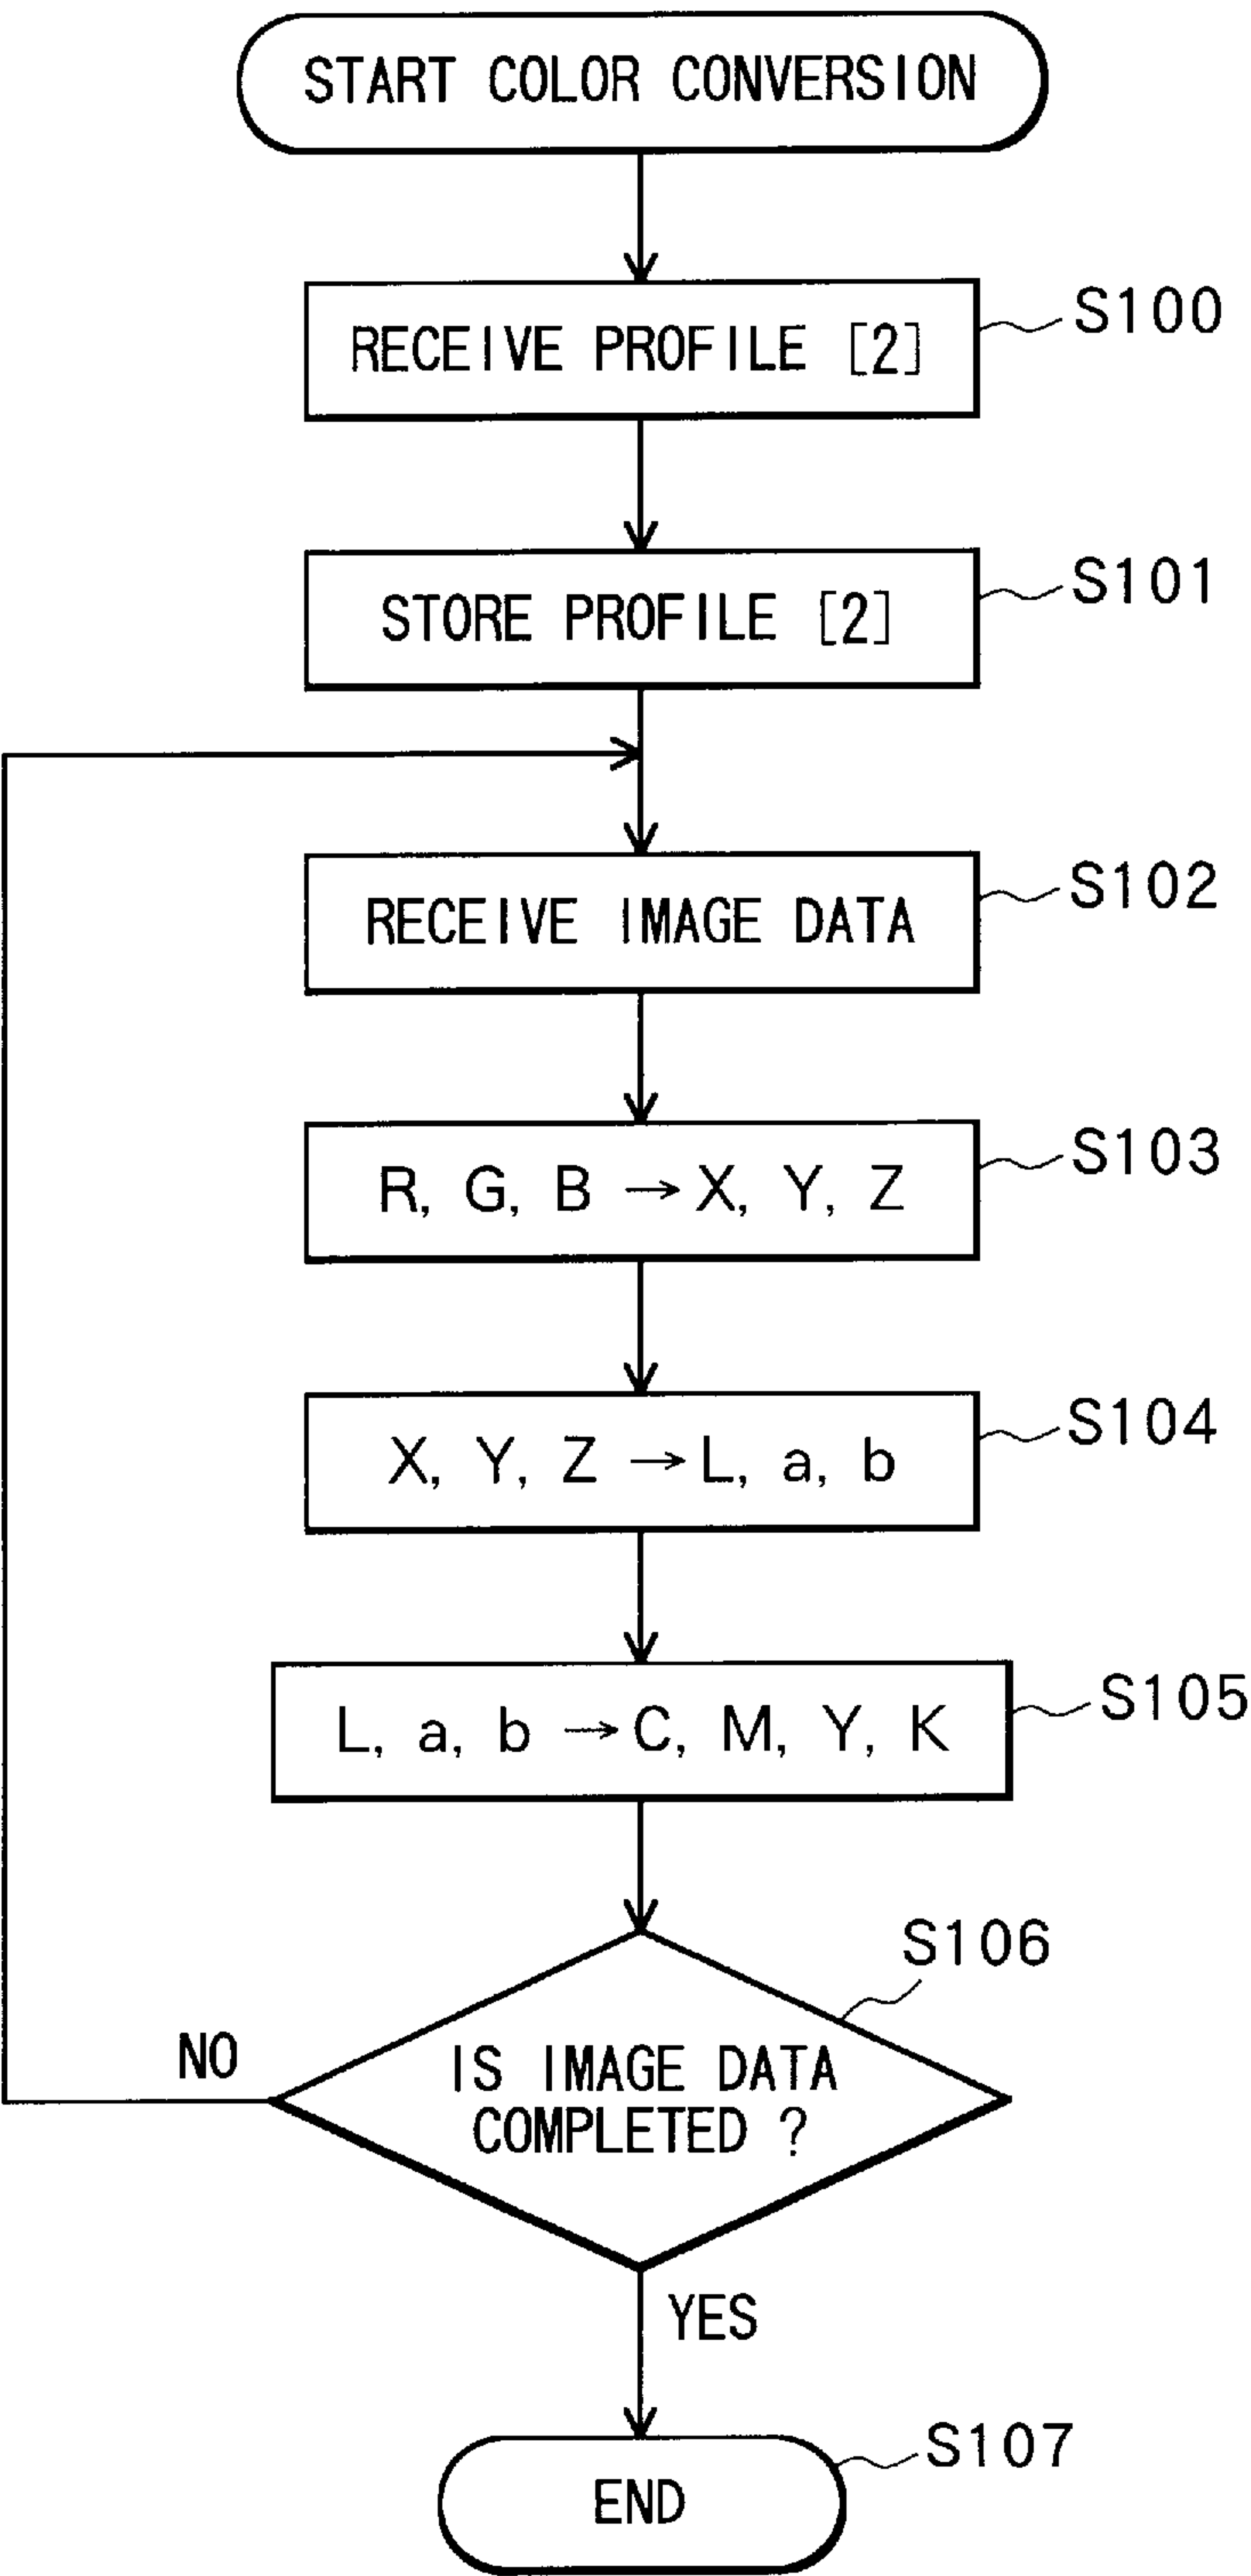 START COLOR CONVERSION
RECEIVE PROFILE [2]
S100
STORE PROFILE [2]
S101
RECEIVE IMAGE DATA
S102
R, G, B → X, Y, Z
S103
X, Y, Z → L, a, b
S104
L, a, b → C, M, Y, K
S105
S106
IS IMAGE DATA
COMPLETED ?
NO
YES
END
S107